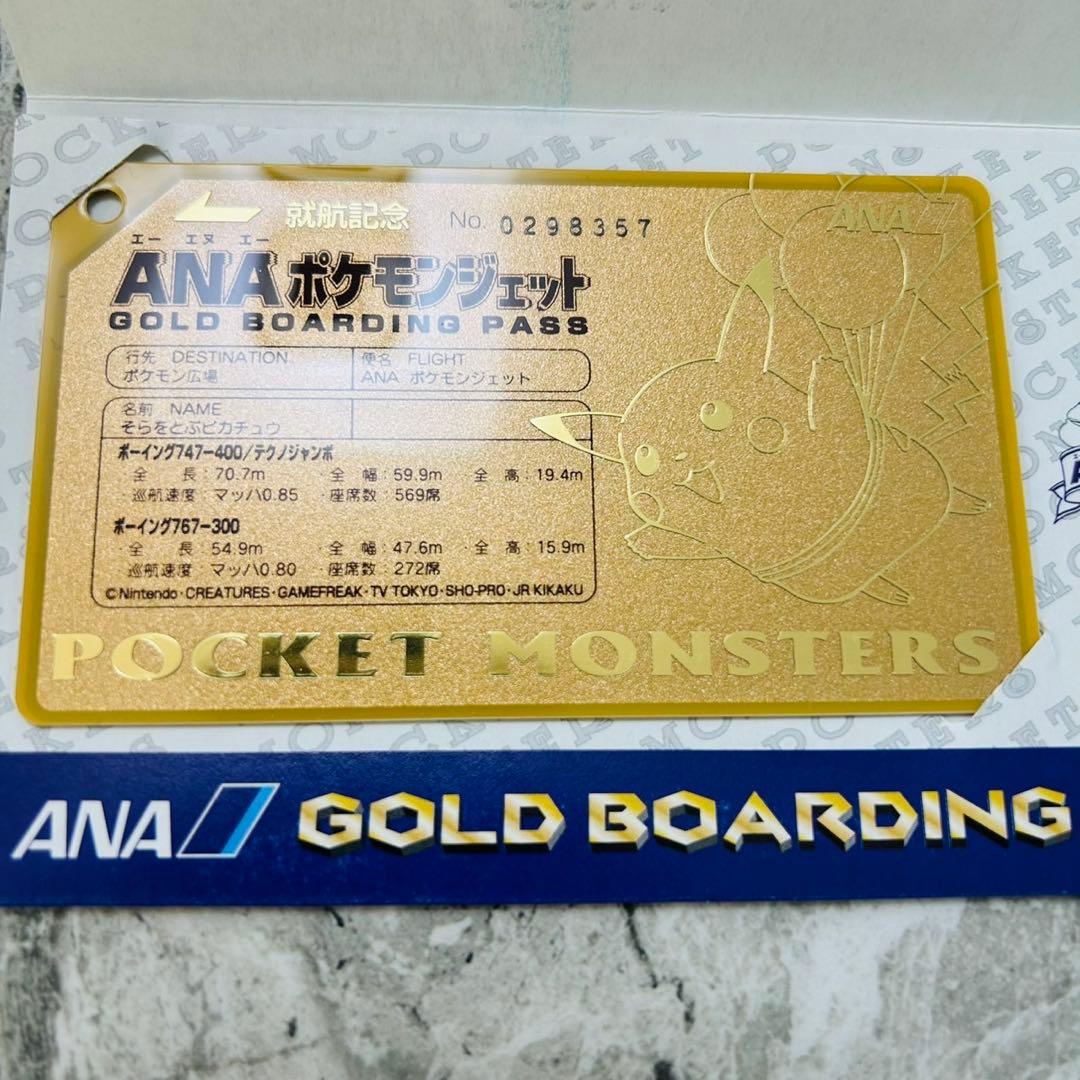 就航記念 No. 0298357
ANA
エー エヌ エー
ANAポケモンジェット
GOLD BOARDING PASS
行先 DESTINATION
ポケモン広場
便名 FLIGHT
ANA ポケモンジェット
名前 NAME
そらをとぶピカチュウ
ボーイング747-400/テクノジャンボ
・全 長：70.7m ・全 幅：59.9m ・全 高：19.4m
・巡航速度：マッハ0.85 ・座席数：569席
ボーイング767-300
・全 長：54.9m ・全 幅：47.6m ・全 高：15.9m
・巡航速度：マッハ0.80 ・座席数：272席
©Nintendo・CREATURES・GAMEFREAK・TV TOKYO・SHO-PRO・JR KIKAKU
POCKET MONSTERS
ANA GOLD BOARDING